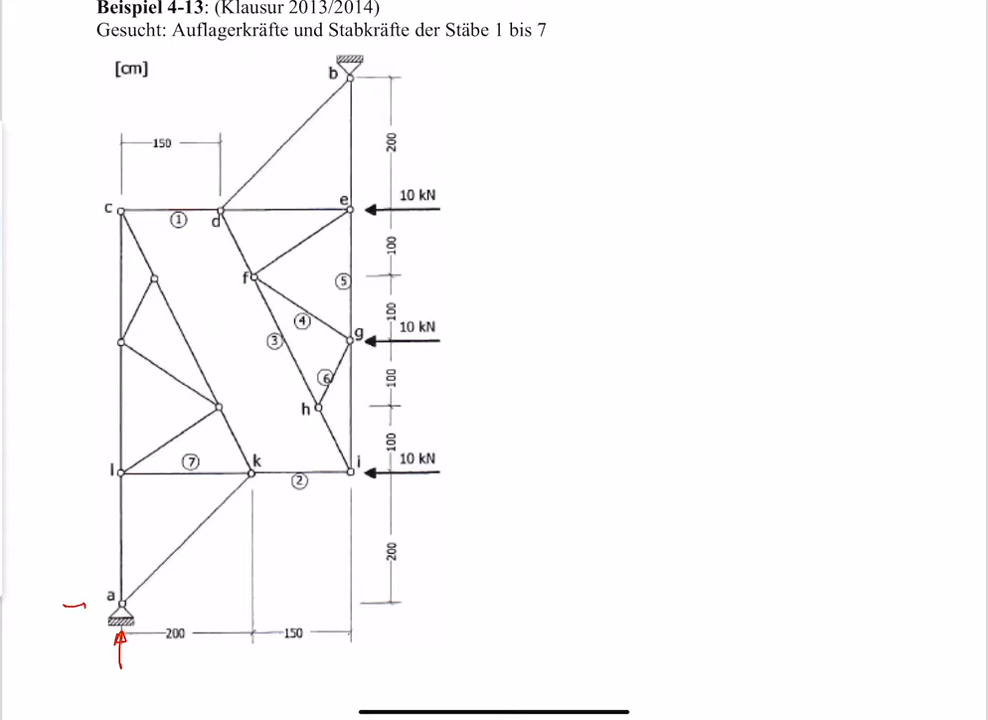 Beispiel 4-13: (Klausur 2013/2014)
Gesucht: Auflagerkräfte und Stabkräfte der Stäbe 1 bis 7
[cm]
b
200
150
c
1
d
e
10 kN
100
f
5
100
4
g
10 kN
3
100
6
h
100
l
7
k
i
10 kN
2
200
a
200
150